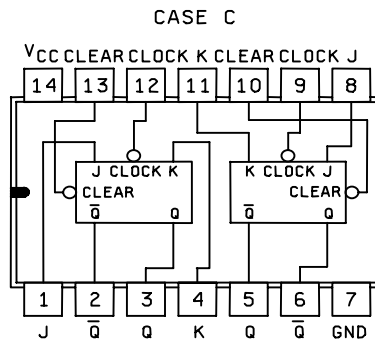 CASE C
VCC CLEAR CLOCK K CLEAR CLOCK J
14 13 12 11 10 9 8
J CLOCK K K CLOCK J
CLEAR CLEAR
Q̅ Q Q̅ Q
1 2 3 4 5 6 7
J Q̅ Q K Q Q̅ GND